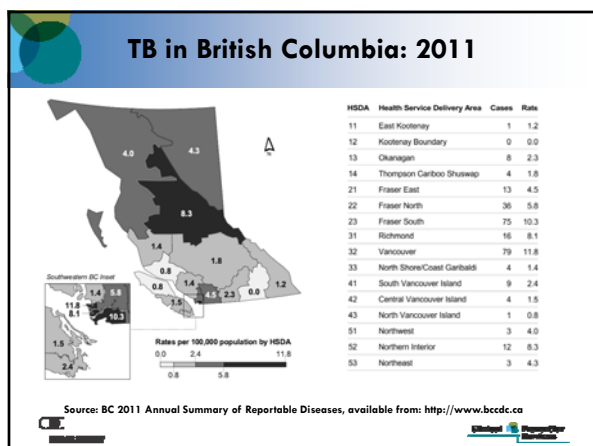 TB in British Columbia: 2011
4.0
4.3
8.3
1.4
1.8
0.8
0.8
1.4
1.5
4.5
2.3
0.0
1.2
Southwestern BC Inset
1.4
5.8
11.8
8.1
10.3
1.5
2.4
Rates per 100,000 population by HSDA
0.0 2.4 11.8
0.8 5.8
HSDA Health Service Delivery Area Cases Rate
11 East Kootenay 1 1.2
12 Kootenay Boundary 0 0.0
13 Okanagan 8 2.3
14 Thompson Cariboo Shuswap 4 1.8
21 Fraser East 13 4.5
22 Fraser North 36 5.8
23 Fraser South 75 10.3
31 Richmond 16 8.1
32 Vancouver 79 11.8
33 North Shore/Coast Garibaldi 4 1.4
41 South Vancouver Island 9 2.4
42 Central Vancouver Island 4 1.5
43 North Vancouver Island 1 0.8
51 Northwest 3 4.0
52 Northern Interior 12 8.3
53 Northeast 3 4.3
Source: BC 2011 Annual Summary of Reportable Diseases, available from: http://www.bccdc.ca